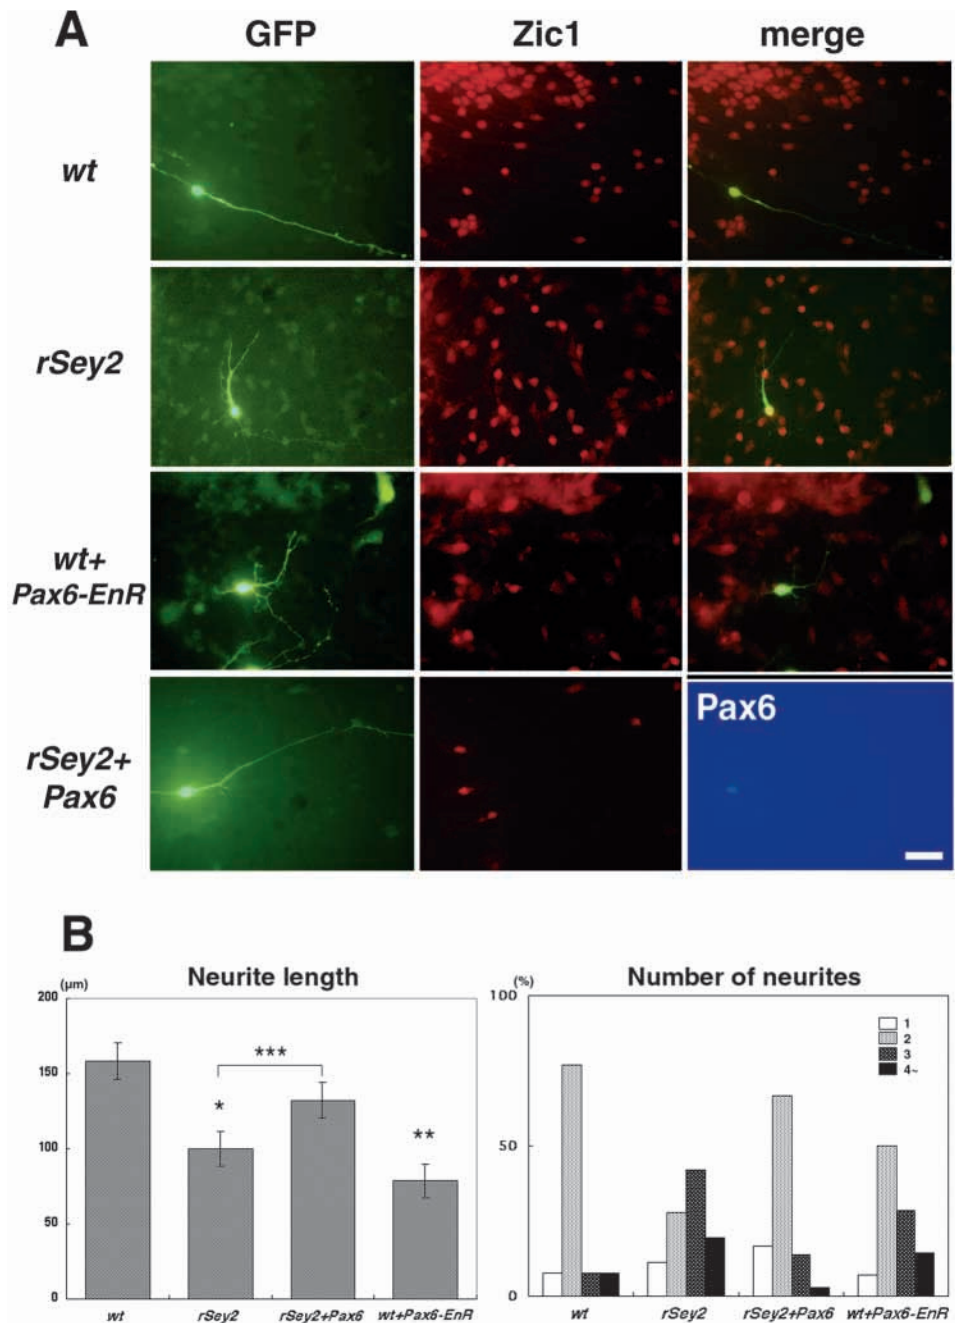 A
GFP Zic1 merge
wt
rSey2
wt+
Pax6-EnR
rSey2+
Pax6
Pax6
B
Neurite length
(μm)
200
150
100
50
0
*
***
**
wt rSey2 rSey2+Pax6 wt+Pax6-EnR
Number of neurites
(%)
100
50
0
1
2
3
4~
wt rSey2 rSey2+Pax6 wt+Pax6-EnR